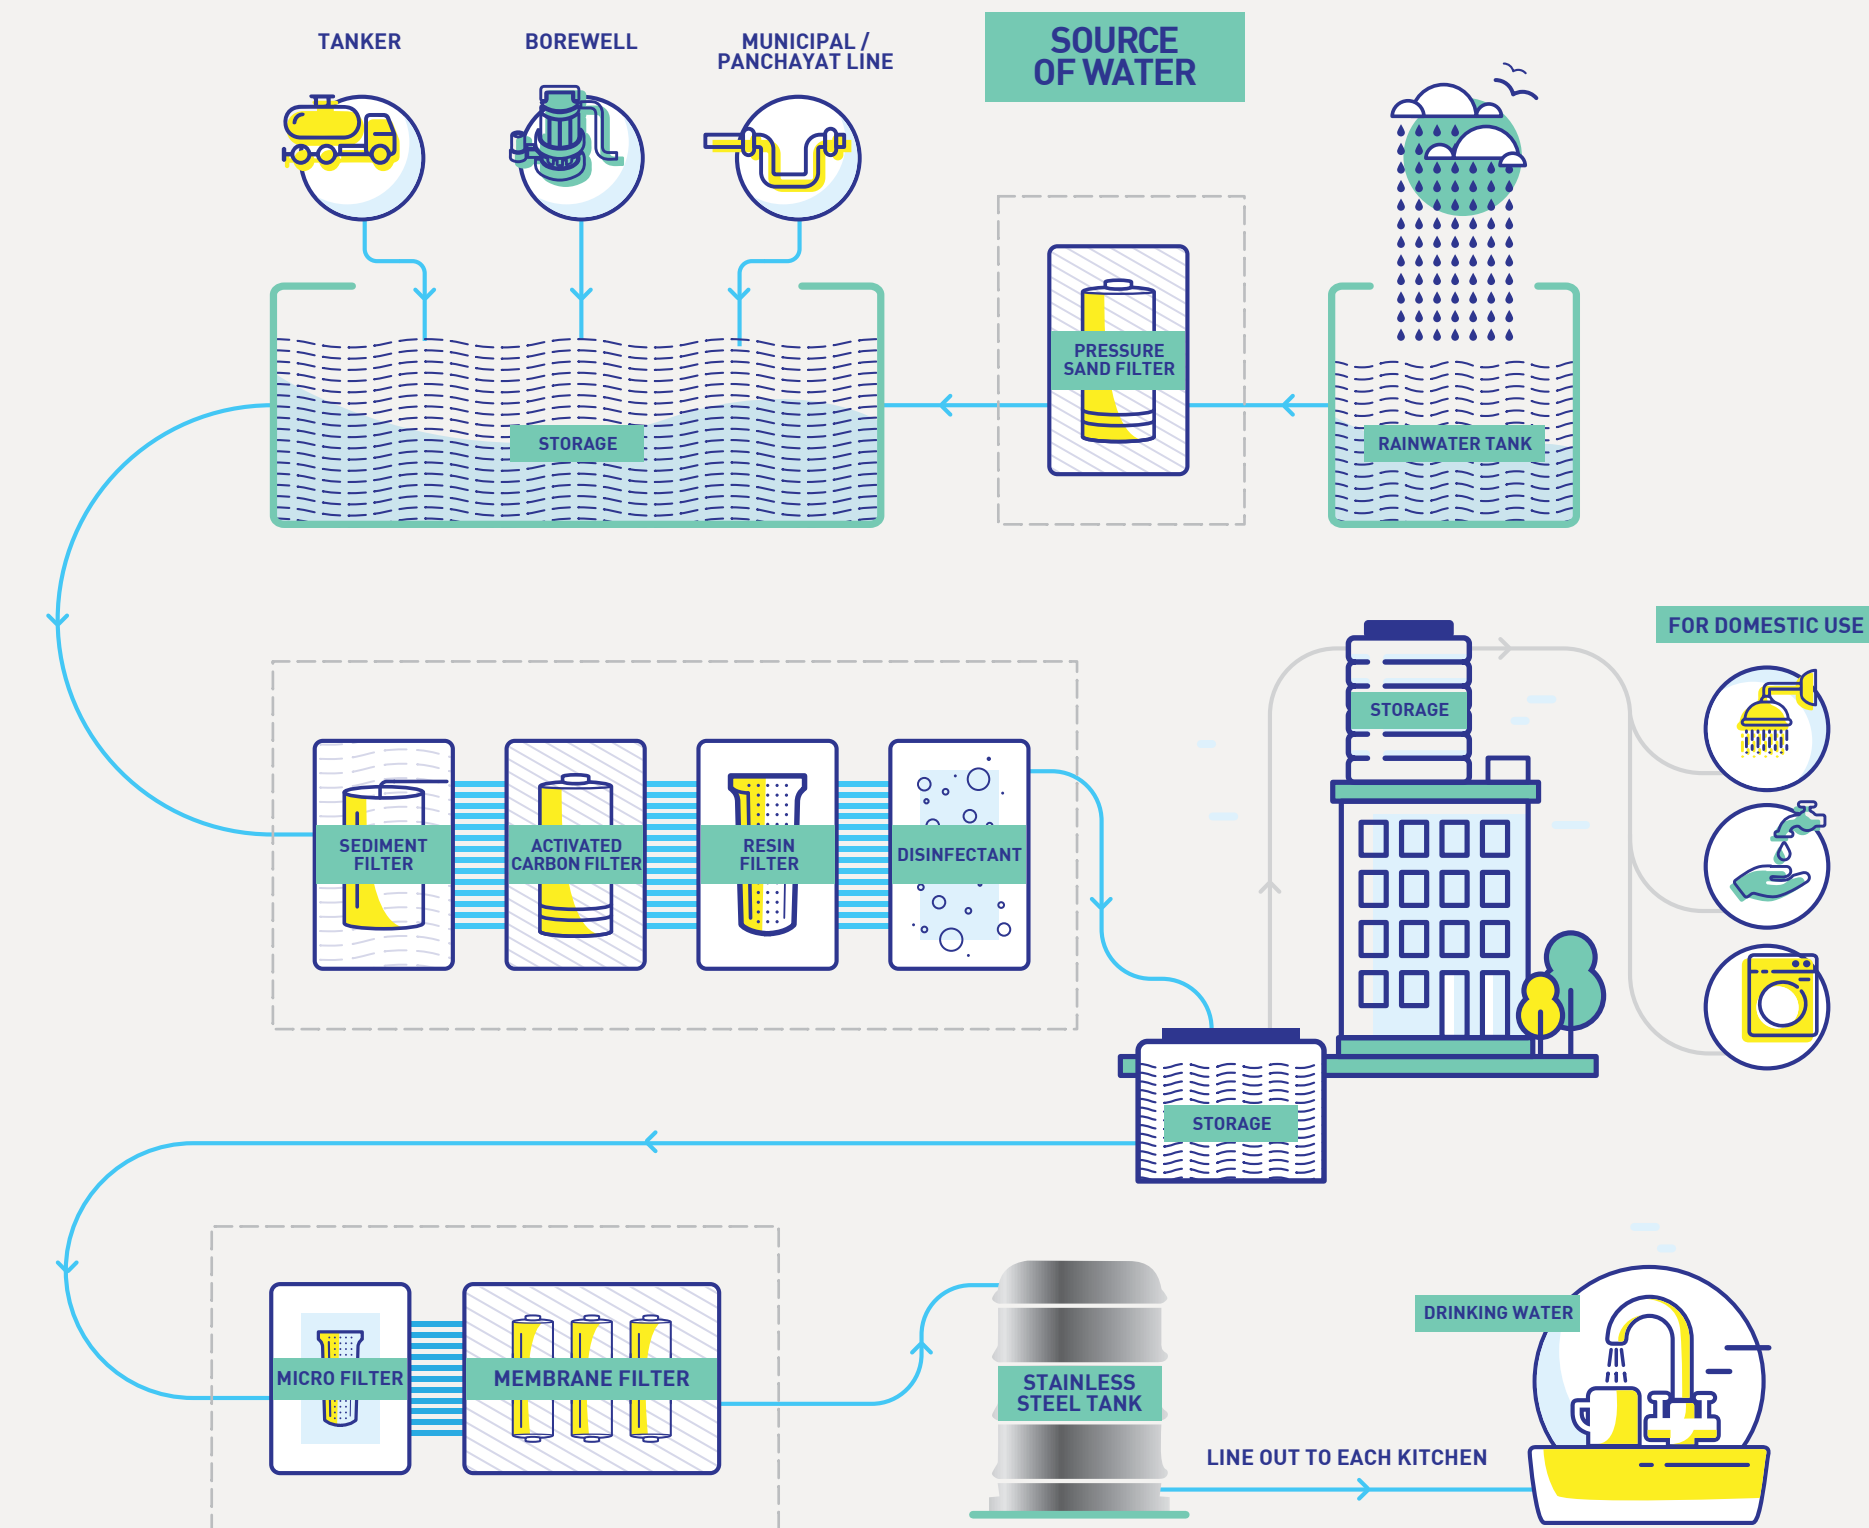 TANKER
BOREWELL
MUNICIPAL /
PANCHAYAT LINE
SOURCE
OF WATER
PRESSURE
SAND FILTER
STORAGE
RAINWATER TANK
FOR DOMESTIC USE
STORAGE
SEDIMENT
FILTER
ACTIVATED
CARBON FILTER
RESIN
FILTER
DISINFECTANT
STORAGE
DRINKING WATER
MICRO FILTER
MEMBRANE FILTER
STAINLESS
STEEL TANK
LINE OUT TO EACH KITCHEN